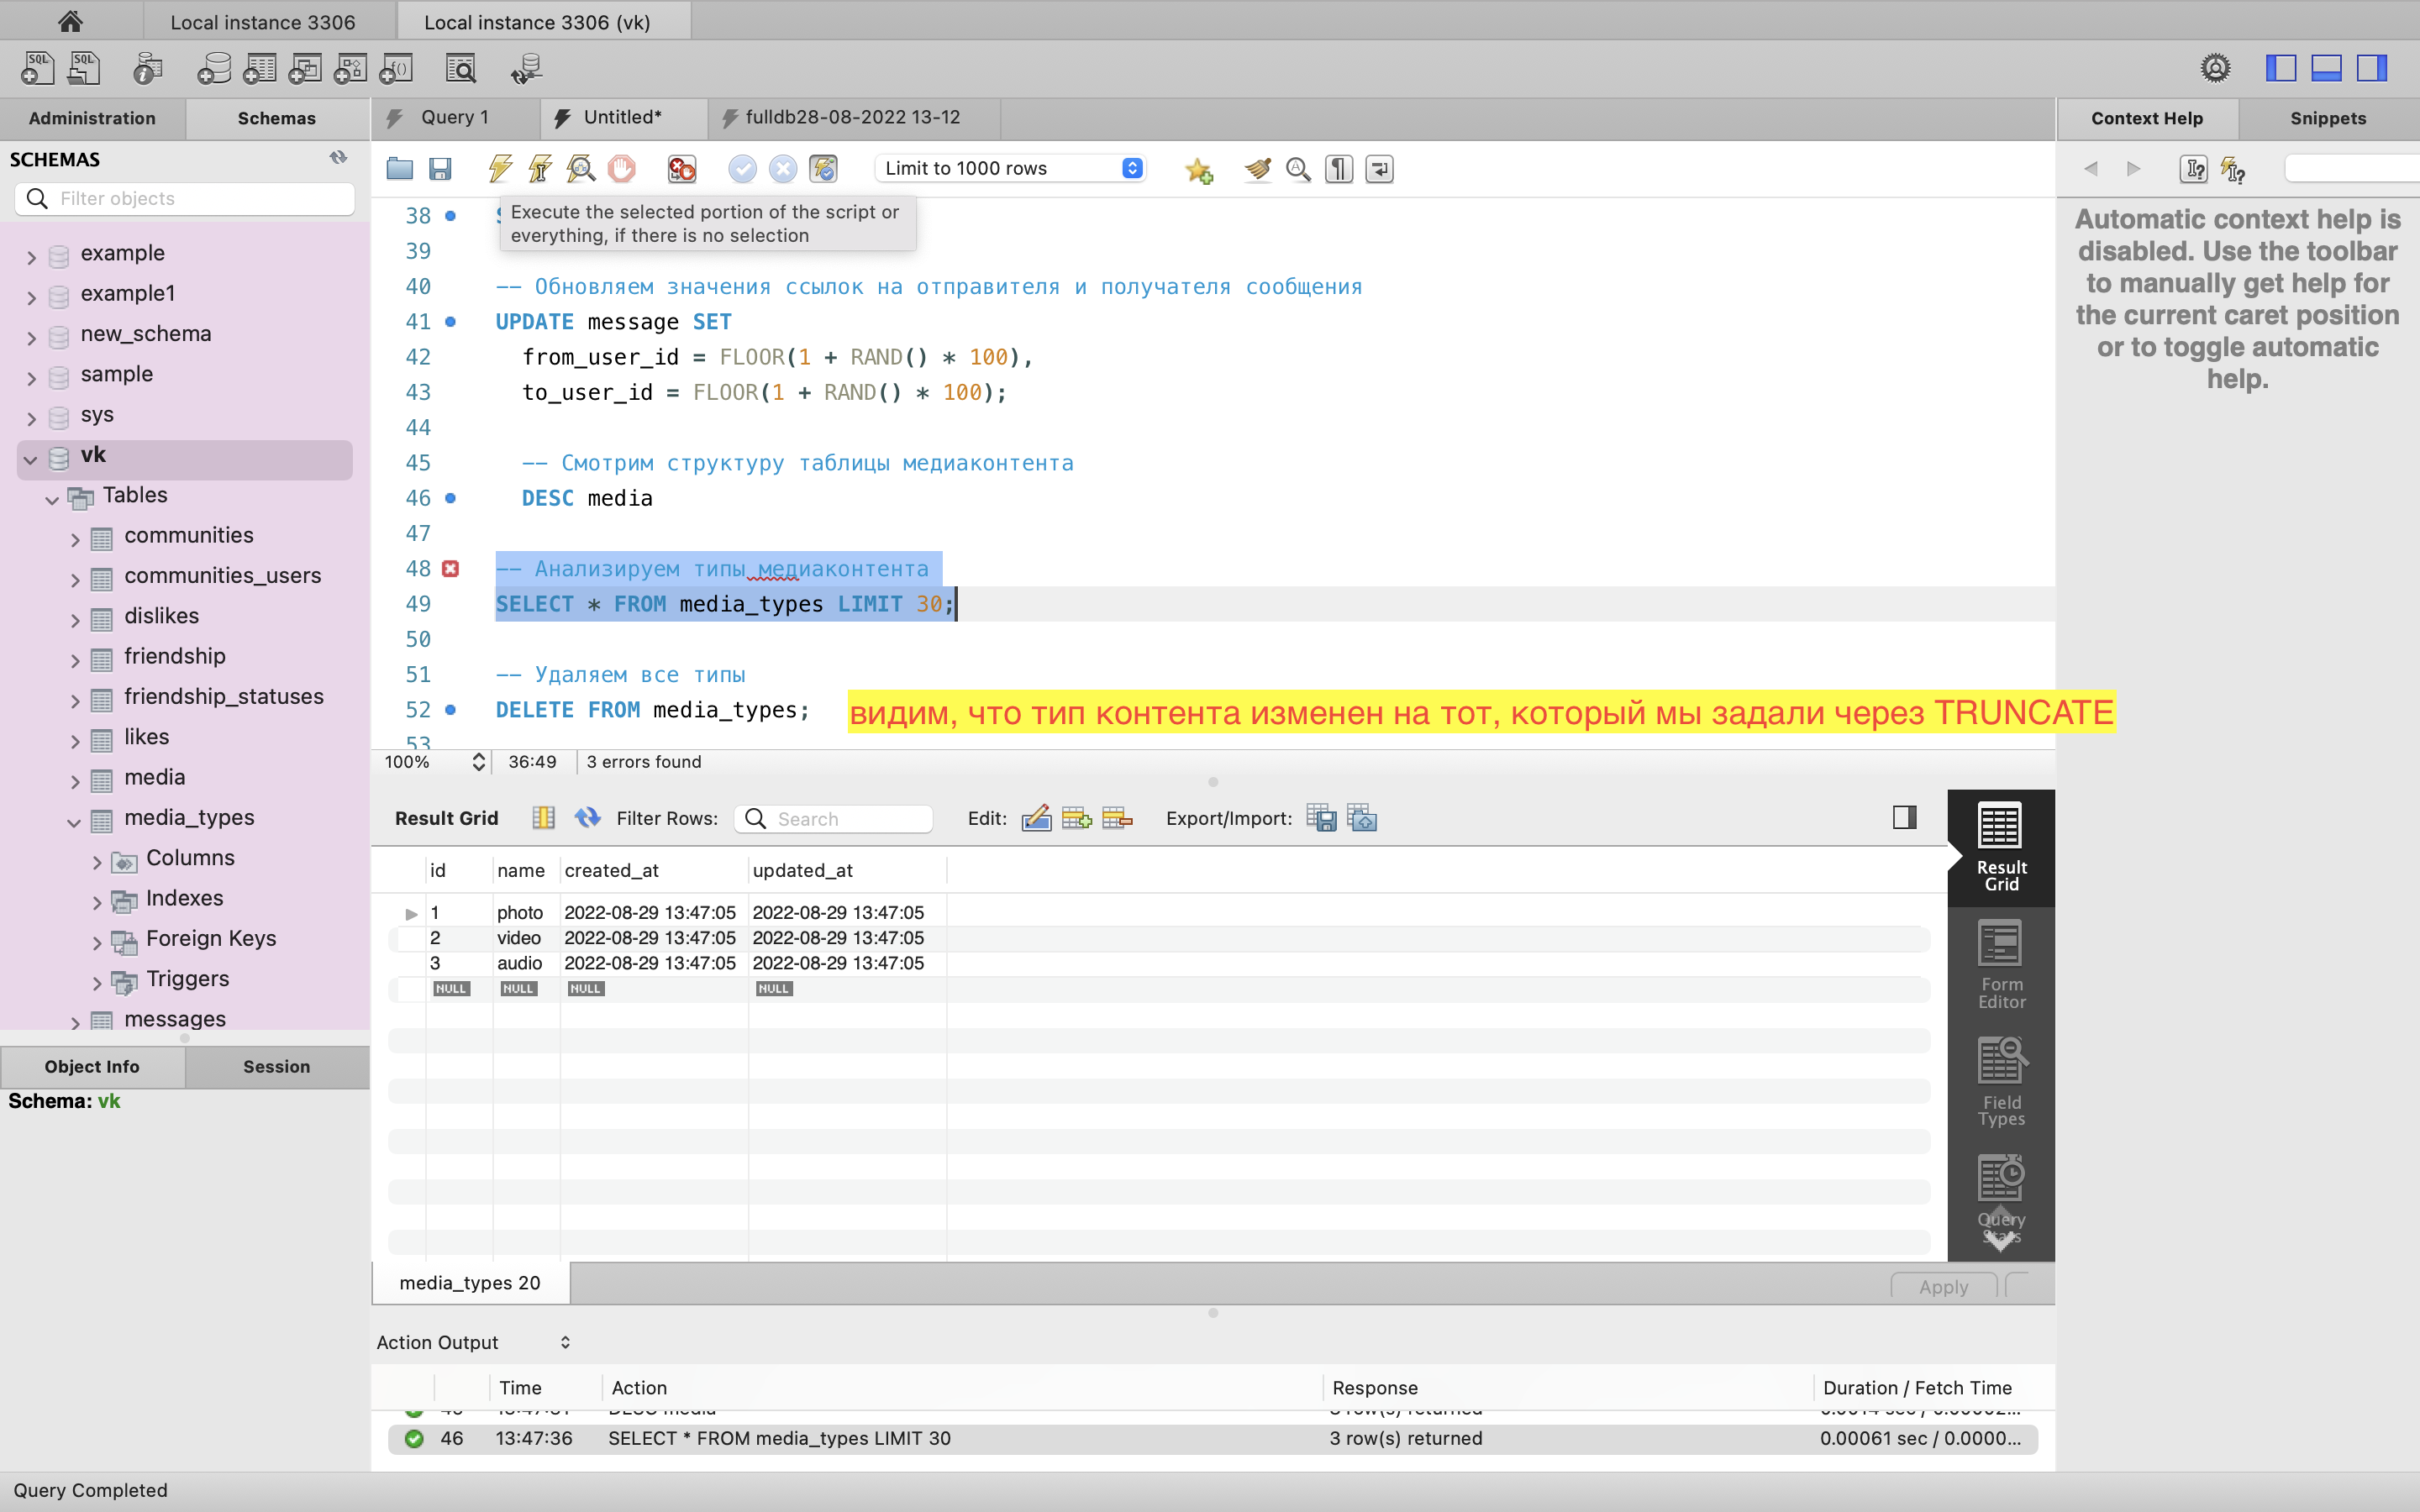 Local instance 3306
Local instance 3306 (vk)
Administration
Schemas
Query 1
Untitled*
fulldb28-08-2022 13-12
Context Help
Snippets
SCHEMAS
Filter objects
Limit to 1000 rows
Execute the selected portion of the script or
everything, if there is no selection
Automatic context help is
disabled. Use the toolbar
to manually get help for
the current caret position
or to toggle automatic
help.
example
example1
new_schema
sample
sys
vk
Tables
communities
communities_users
dislikes
friendship
friendship_statuses
likes
media
media_types
Columns
Indexes
Foreign Keys
Triggers
messages
38
39
40 -- Обновляем значения ссылок на отправителя и получателя сообщения
41 UPDATE message SET
42 from_user_id = FLOOR(1 + RAND() * 100),
43 to_user_id = FLOOR(1 + RAND() * 100);
44
45 -- Смотрим структуру таблицы медиаконтента
46 DESC media
47
48 -- Анализируем типы медиаконтента
49 SELECT * FROM media_types LIMIT 30;
50
51 -- Удаляем все типы
52 DELETE FROM media_types;
видим, что тип контента изменен на тот, который мы задали через TRUNCATE
53
100%
36:49
3 errors found
Result Grid
Filter Rows:
Search
Edit:
Export/Import:
id name created_at updated_at
1 photo 2022-08-29 13:47:05 2022-08-29 13:47:05
2 video 2022-08-29 13:47:05 2022-08-29 13:47:05
3 audio 2022-08-29 13:47:05 2022-08-29 13:47:05
NULL NULL NULL NULL
Result
Grid
Form
Editor
Field
Types
Query
Stats
media_types 20
Apply
Object Info
Session
Schema: vk
Action Output
Time Action Response Duration / Fetch Time
46 13:47:36 SELECT * FROM media_types LIMIT 30 3 row(s) returned 0.00061 sec / 0.0000...
Query Completed